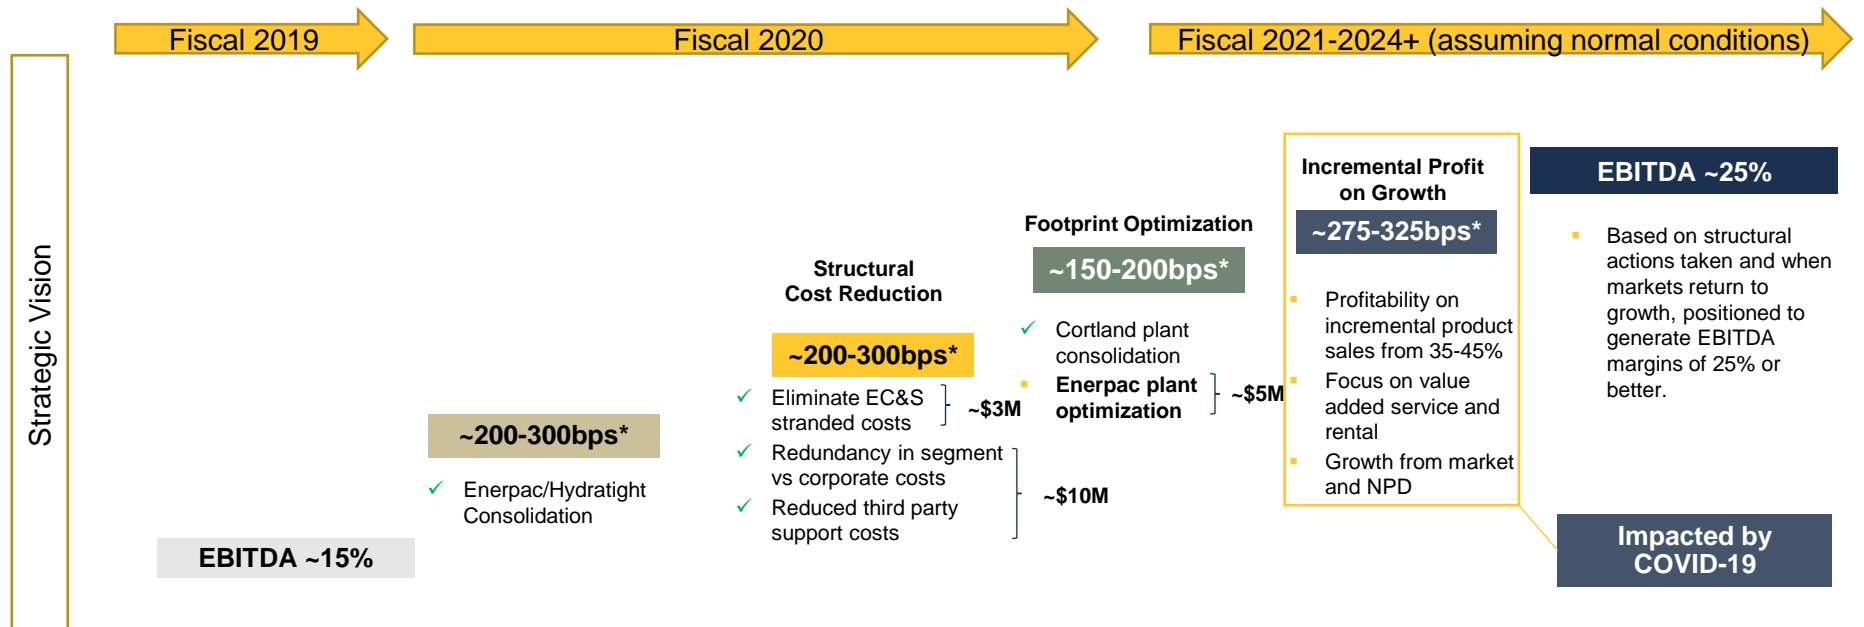 Fiscal 2019
Fiscal 2020
Fiscal 2021-2024+ (assuming normal conditions)
Strategic Vision
EBITDA ~15%
~200-300bps*
✓ Enerpac/Hydratight
Consolidation
Structural
Cost Reduction
~200-300bps*
✓ Eliminate EC&S
stranded costs
~$3M
✓ Redundancy in segment
vs corporate costs
✓ Reduced third party
support costs
~$10M
Footprint Optimization
~150-200bps*
✓ Cortland plant
consolidation
▪ Enerpac plant
optimization
~$5M
Incremental Profit
on Growth
~275-325bps*
▪ Profitability on
incremental product
sales from 35-45%
▪ Focus on value
added service and
rental
▪ Growth from market
and NPD
EBITDA ~25%
▪ Based on structural
actions taken and when
markets return to
growth, positioned to
generate EBITDA
margins of 25% or
better.
Impacted by
COVID-19